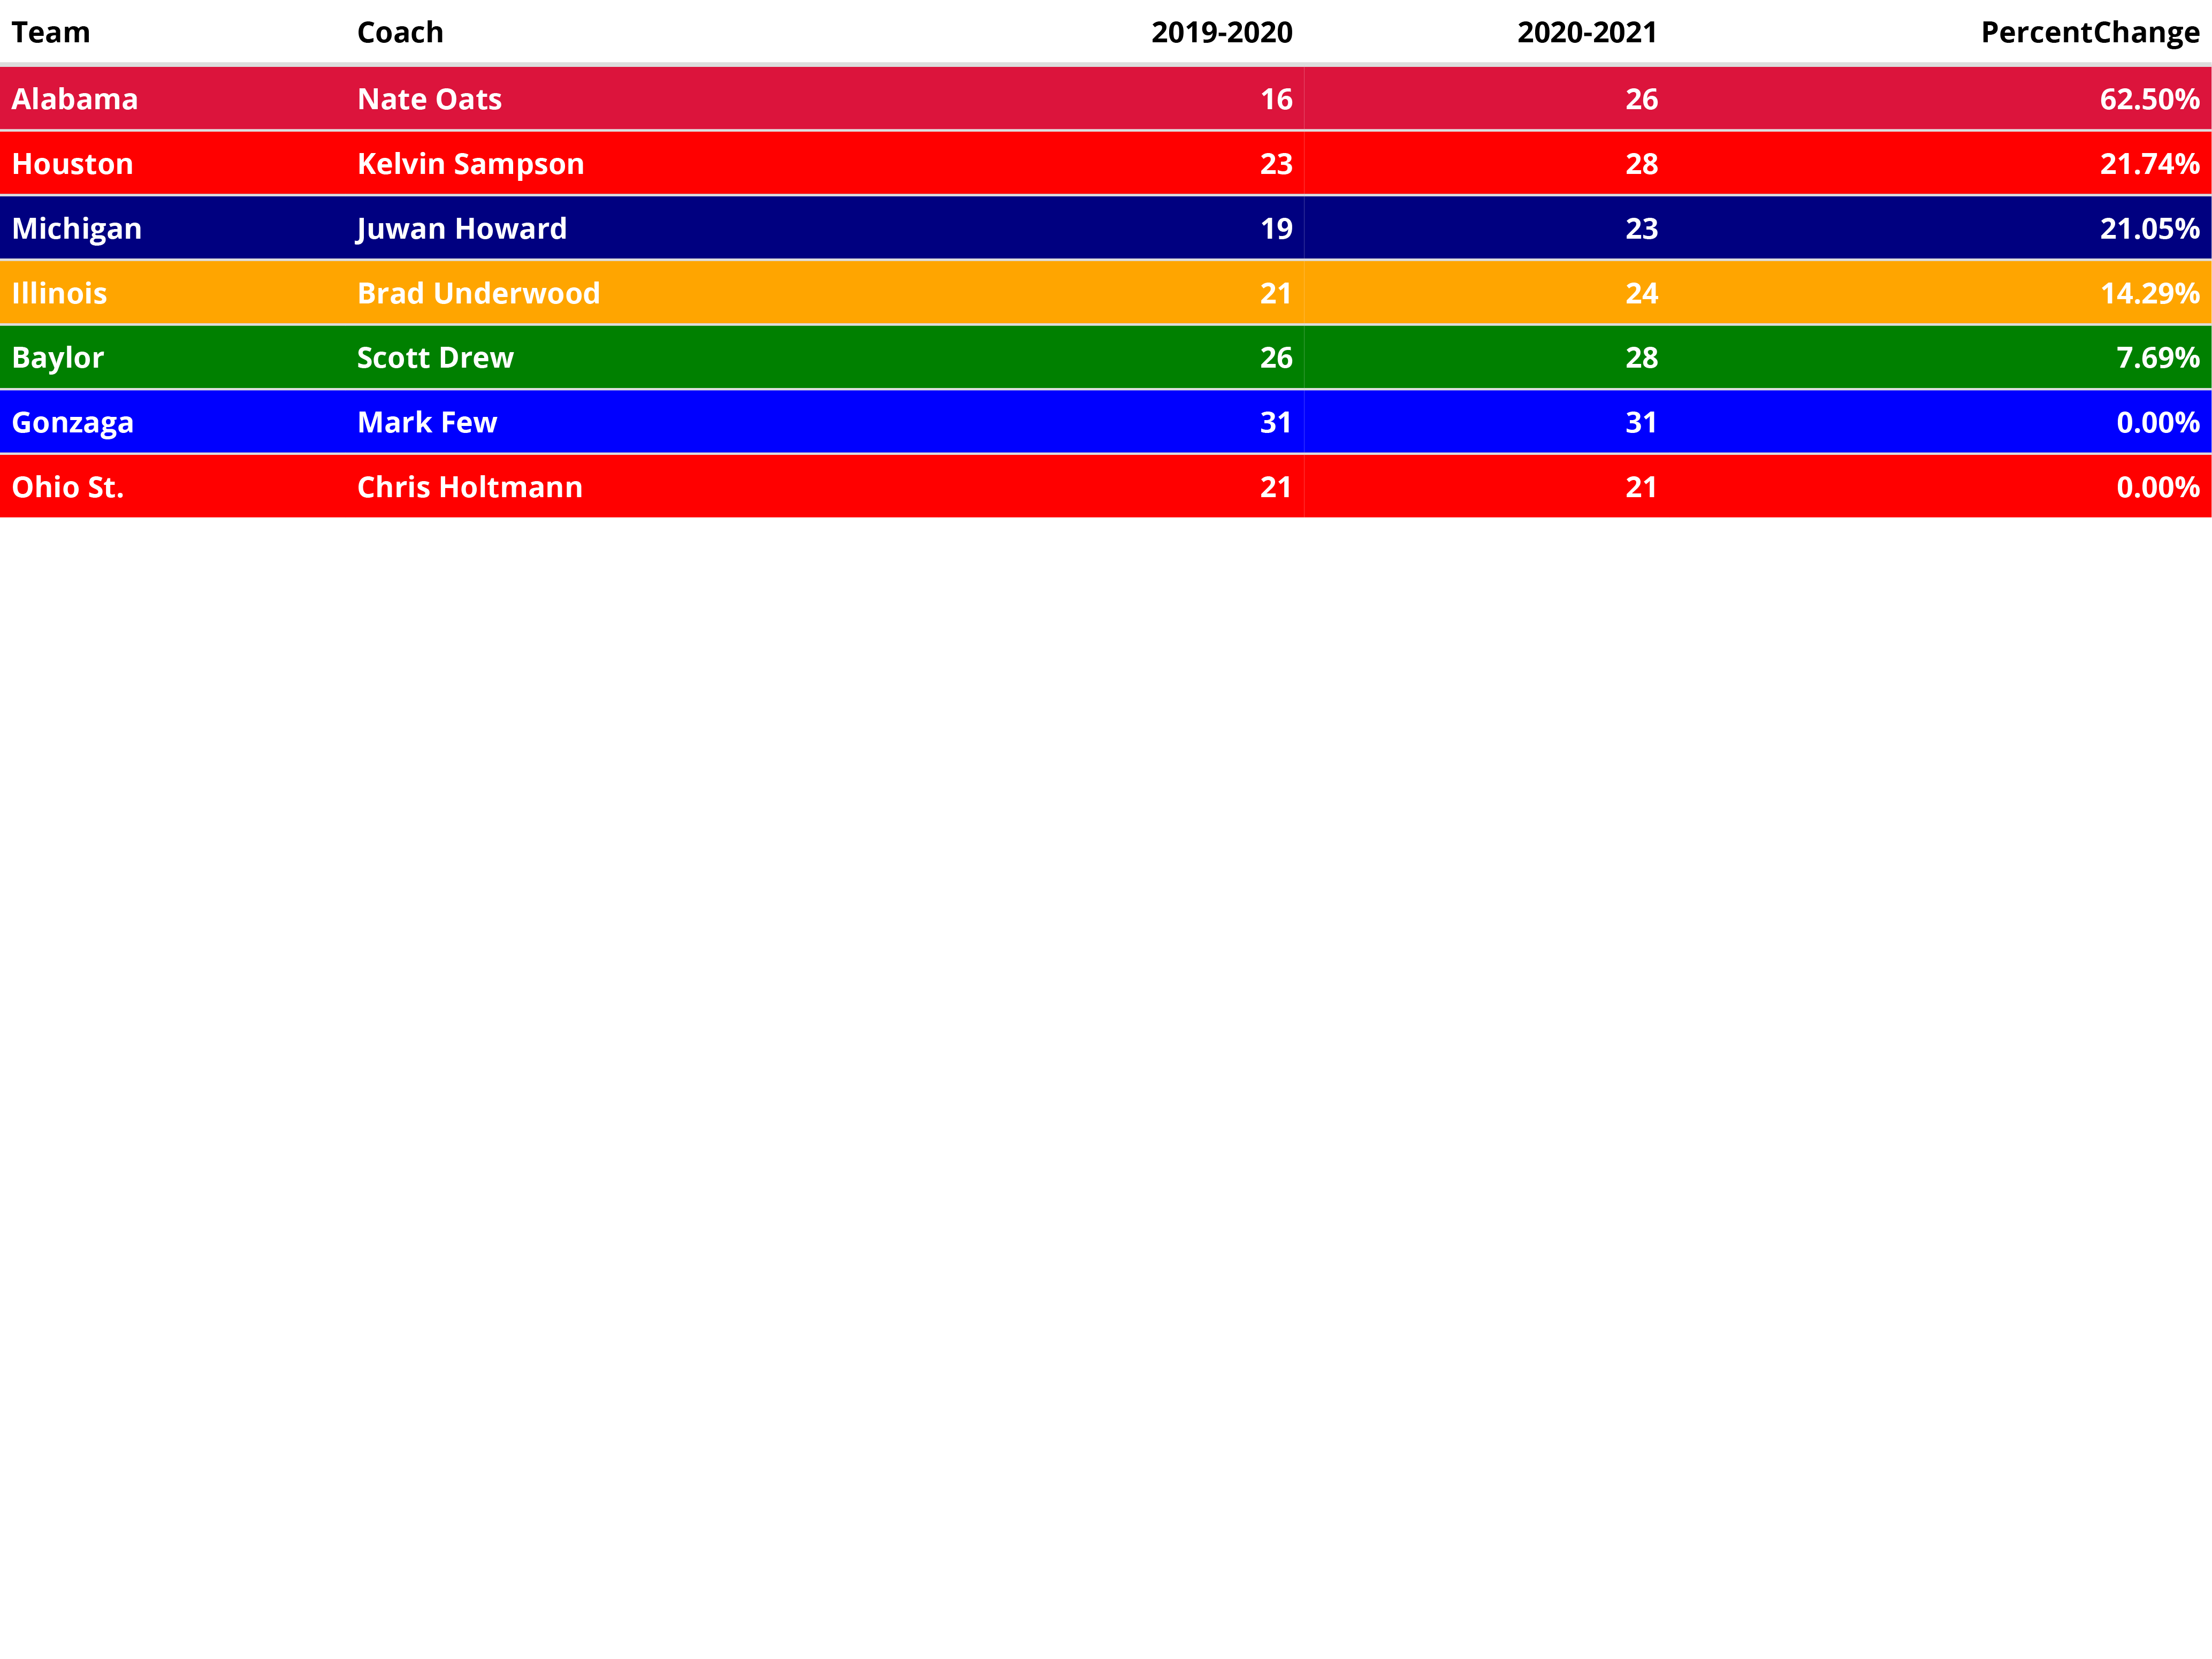 Team Coach 2019-2020 2020-2021 PercentChange
Alabama Nate Oats 16 26 62.50%
Houston Kelvin Sampson 23 28 21.74%
Michigan Juwan Howard 19 23 21.05%
Illinois Brad Underwood 21 24 14.29%
Baylor Scott Drew 26 28 7.69%
Gonzaga Mark Few 31 31 0.00%
Ohio St. Chris Holtmann 21 21 0.00%